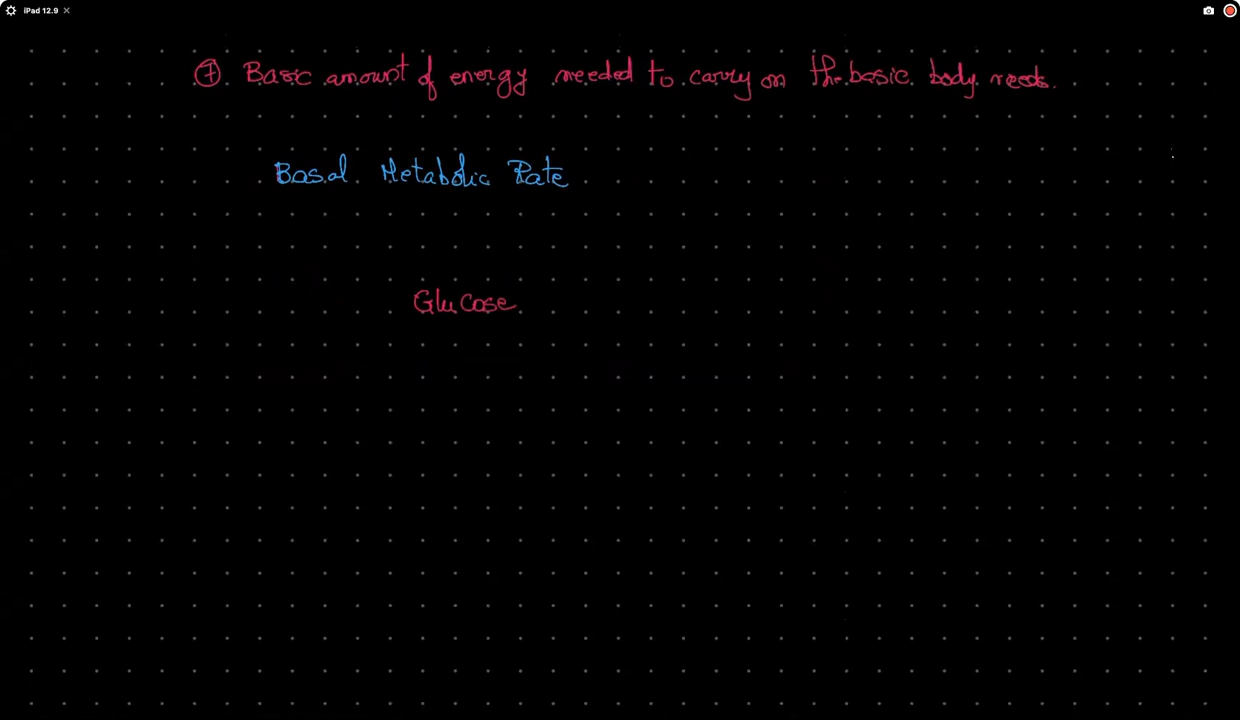 iPad 12.9
⑦ Basic amount of energy needed to carry on the basic body needs.
Basal Metabolic Rate
Glucose